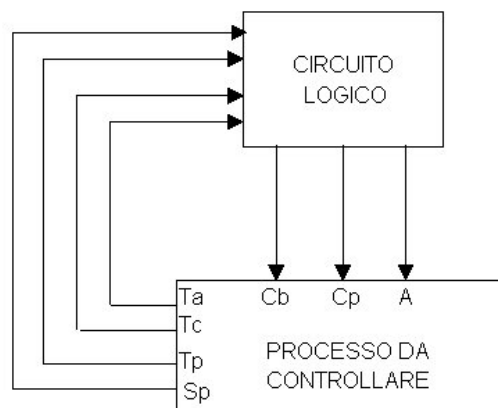 CIRCUITO
LOGICO
Ta
Cb
Cp
A
Tc
Tp
Sp
PROCESSO DA
CONTROLLARE